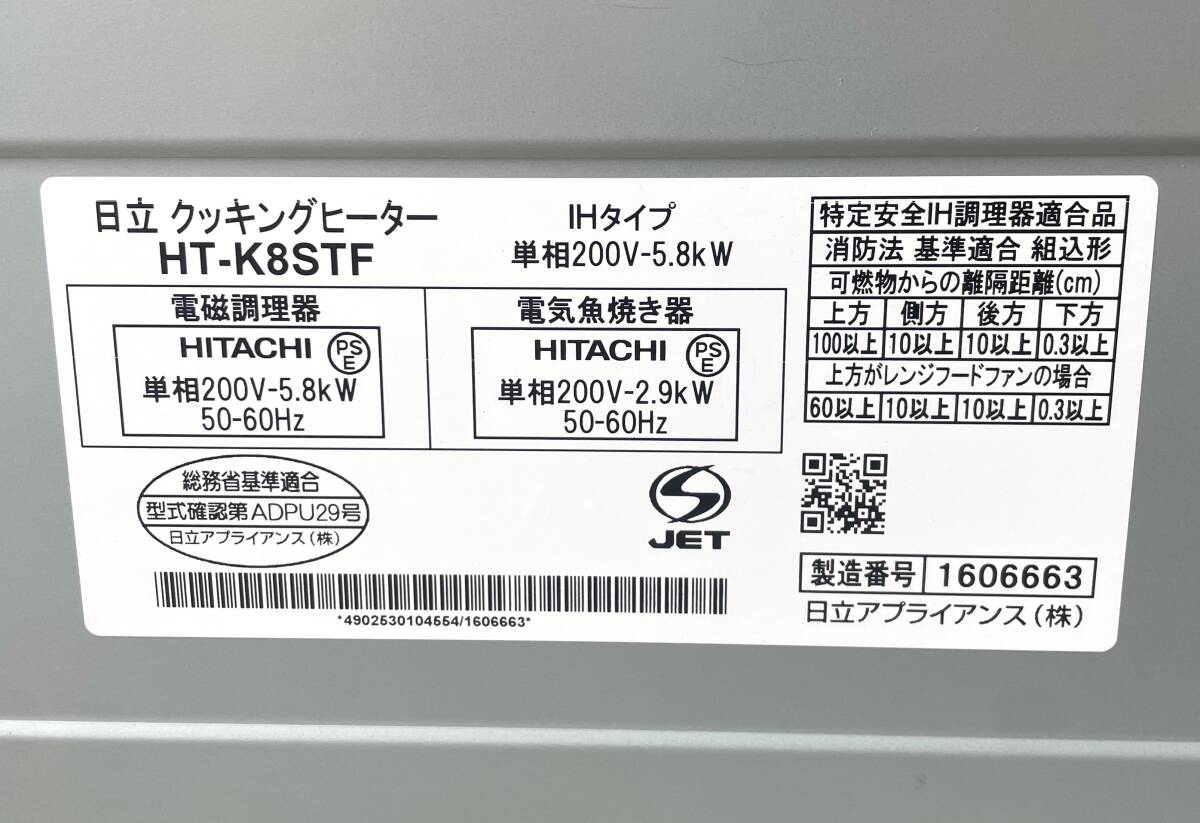 日立 クッキングヒーター
HT-K8STF
IHタイプ
単相200V-5.8kW
電磁調理器
HITACHI PSE
単相200V-5.8kW
50-60Hz
電気魚焼き器
HITACHI PSE
単相200V-2.9kW
50-60Hz
特定安全IH調理器適合品
消防法 基準適合 組込形
可燃物からの離隔距離(cm)
上方 側方 後方 下方
100以上 10以上 10以上 0.3以上
上方がレンジフードファンの場合
60以上 10以上 10以上 0.3以上
総務省基準適合
型式確認第ADPU29号
日立アプライアンス(株)
JET
*4902530104554/1606663*
製造番号 1606663
日立アプライアンス(株)